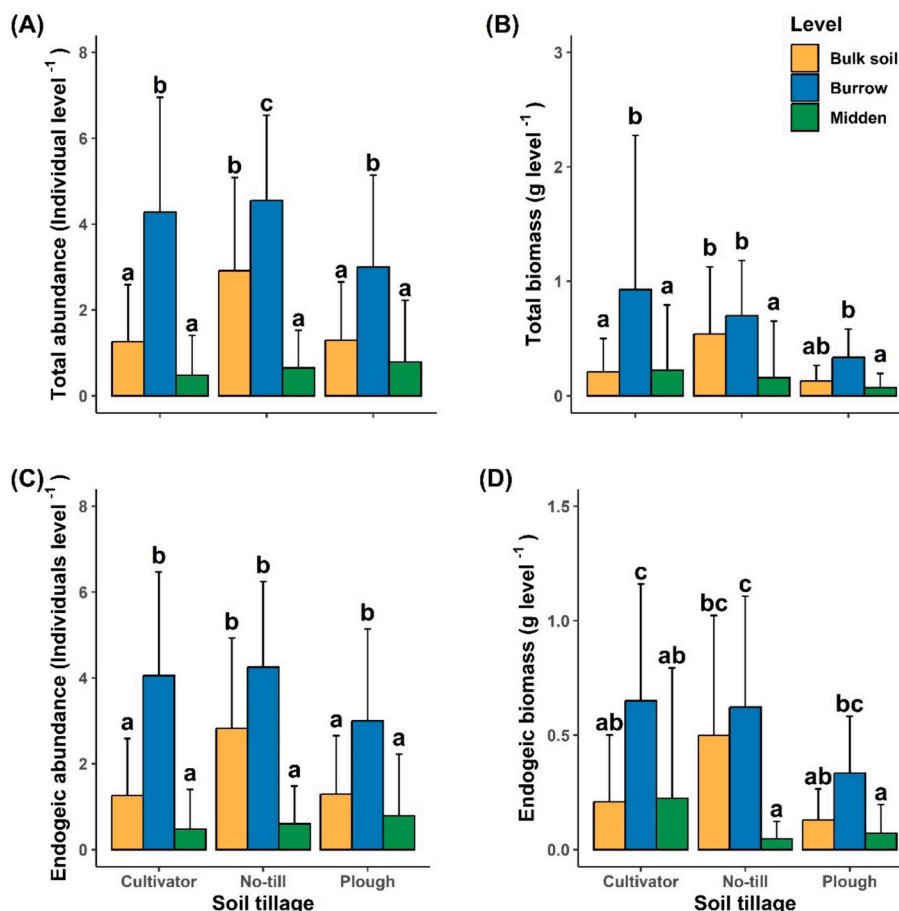 (A)
Total abundance (Individual level ⁻¹ )
8
6
4
2
0
a
b
a
b
c
a
a
b
a
(B)
Total biomass (g level ⁻¹ )
3
2
1
0
a
b
a
b
b
a
ab
b
a
Level
Bulk soil
Burrow
Midden
(C)
Endogeic abundance (Individuals level ⁻¹ )
8
6
4
2
0
a
b
a
b
b
a
a
b
a
Cultivator No-till Plough
Soil tillage
(D)
Endogeic biomass (g level ⁻¹ )
1.5
1.0
0.5
0.0
ab
c
ab
bc
c
a
ab
bc
a
Cultivator No-till Plough
Soil tillage